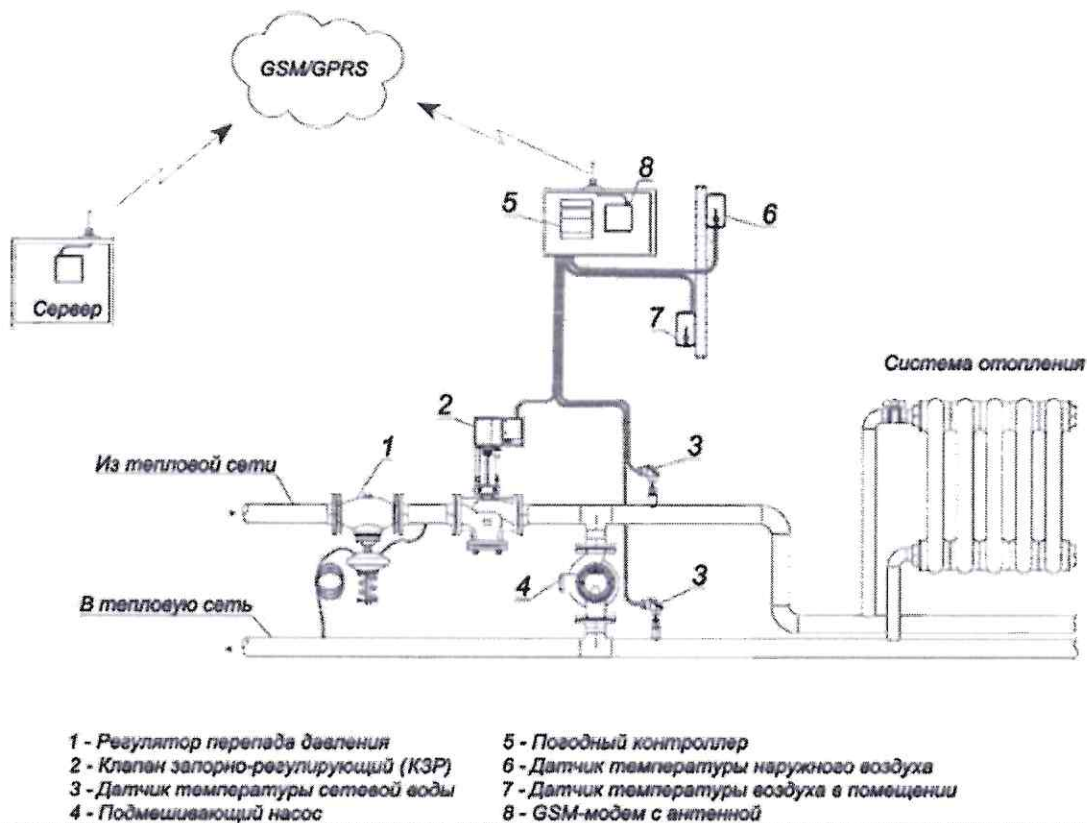 GSM/GPRS
8
5
6
Сервер
7
Система отопления
2
1
3
Из тепловой сети
4
3
В тепловую сеть
1 - Регулятор перепада давления
2 - Клапан запорно-регулирующий (КЗР)
3 - Датчик температуры сетевой воды
4 - Подмешивающий насос
5 - Погодный контроллер
6 - Датчик температуры наружного воздуха
7 - Датчик температуры воздуха в помещении
8 - GSM-модем с антенной